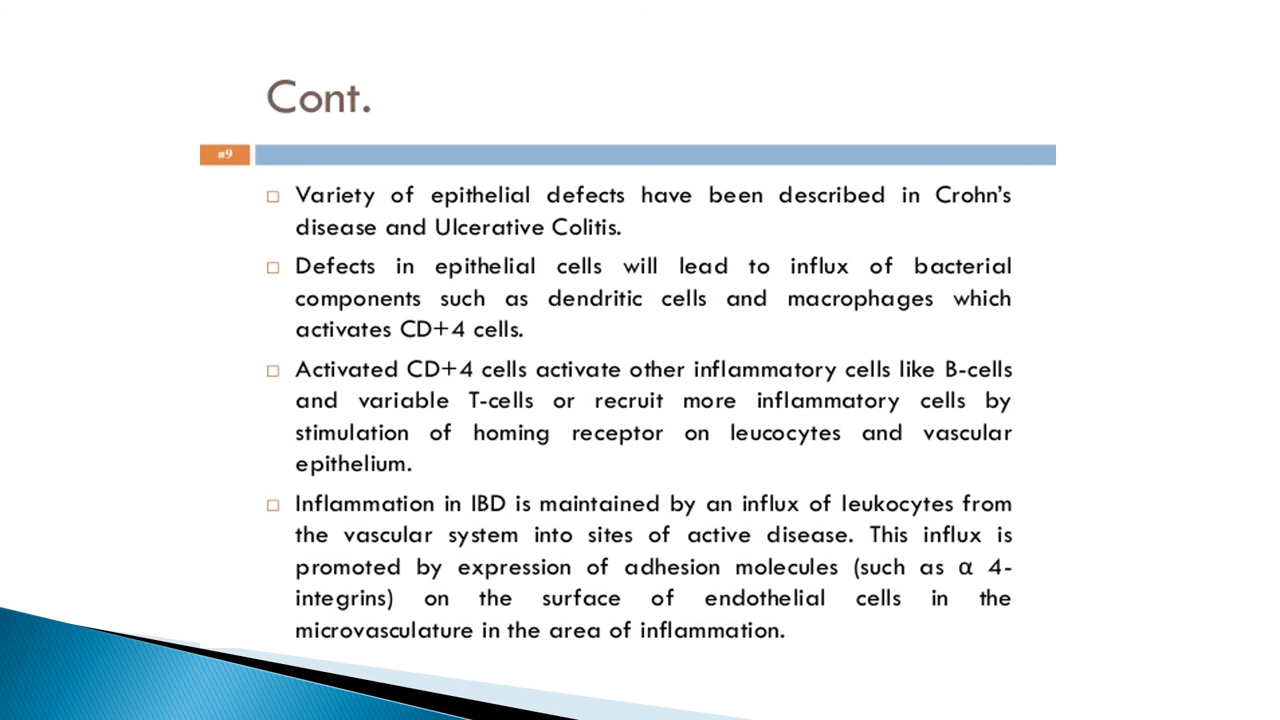 Cont.
9
Variety of epithelial defects have been described in Crohn's
disease and Ulcerative Colitis.
Defects in epithelial cells will lead to influx of bacterial
components such as dendritic cells and macrophages which
activates CD+4 cells.
Activated CD+4 cells activate other inflammatory cells like B-cells
and variable T-cells or recruit more inflammatory cells by
stimulation of homing receptor on leucocytes and vascular
epithelium.
Inflammation in IBD is maintained by an influx of leukocytes from
the vascular system into sites of active disease. This influx is
promoted by expression of adhesion molecules (such as α 4-
integrins) on the surface of endothelial cells in the
microvasculature in the area of inflammation.